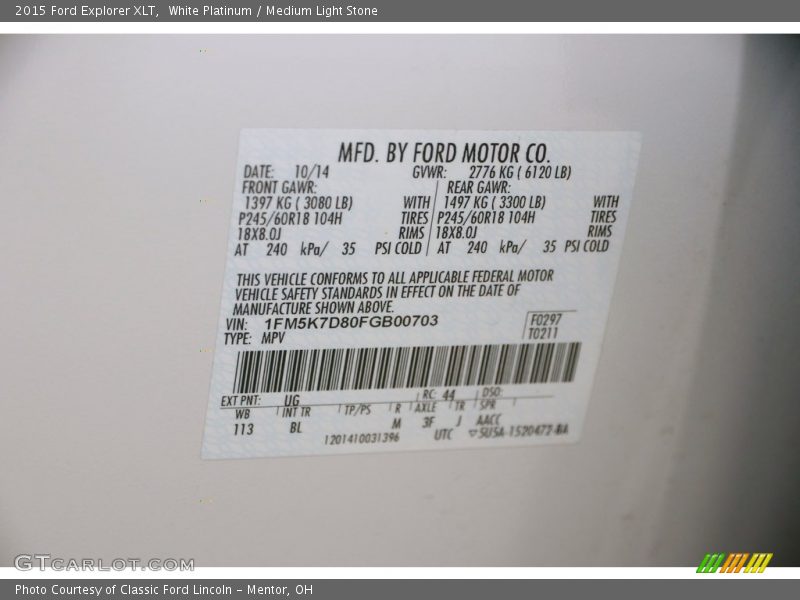 2015 Ford Explorer XLT, White Platinum / Medium Light Stone
MFD. BY FORD MOTOR CO.
DATE: 10/14 GVWR: 2776 KG ( 6120 LB)
FRONT GAWR: REAR GAWR:
1397 KG ( 3080 LB) WITH 1497 KG ( 3300 LB) WITH
P245/60R18 104H TIRES P245/60R18 104H TIRES
18X8.0J RIMS 18X8.0J RIMS
AT 240 kPa/ 35 PSI COLD AT 240 kPa/ 35 PSI COLD
THIS VEHICLE CONFORMS TO ALL APPLICABLE FEDERAL MOTOR
VEHICLE SAFETY STANDARDS IN EFFECT ON THE DATE OF
MANUFACTURE SHOWN ABOVE.
VIN: 1FM5K7D80FGB00703 F0297
TYPE: MPV T0211
EXT PNT: UG RC: 44 DSO:
WB INT TR TP/PS R AXLE TR SPR
113 BL M 3F J AACC
1201410031396 UTC ▽5U5A-1520472-BA
GTCARLOT.COM
Photo Courtesy of Classic Ford Lincoln - Mentor, OH